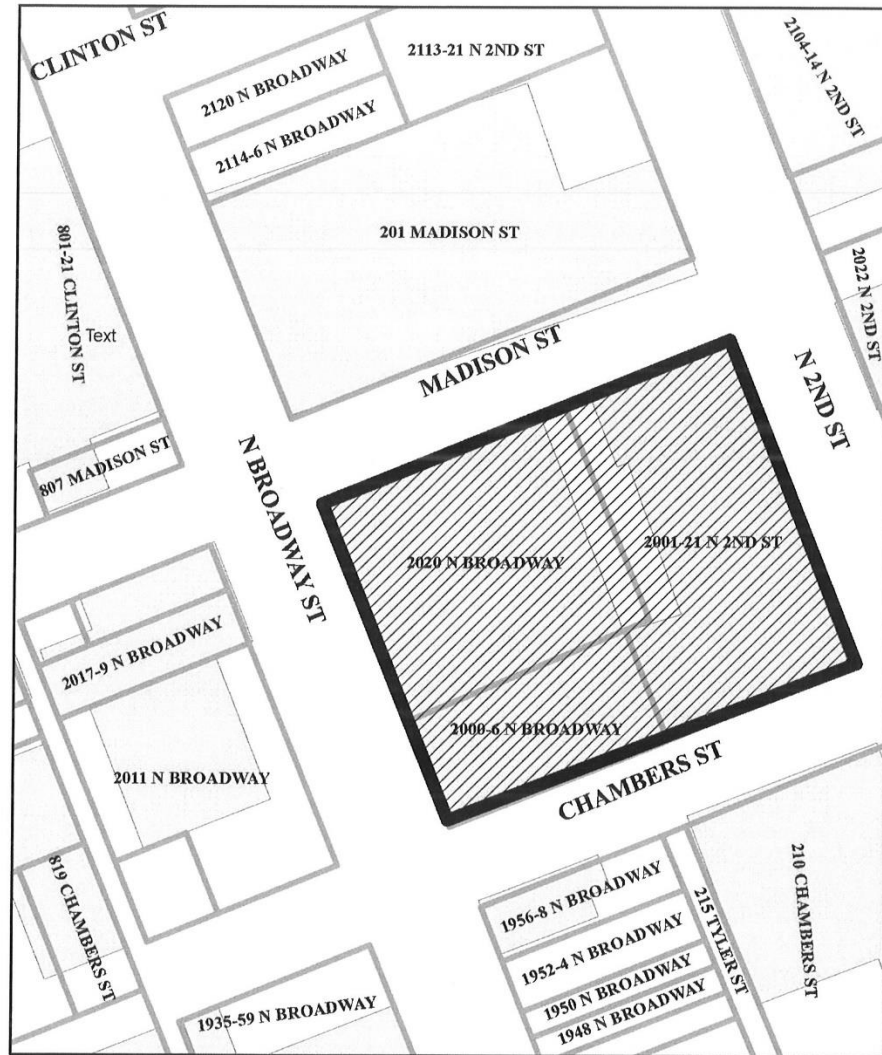 CLINTON ST
2120 N BROADWAY
2113-21 N 2ND ST
2104-14 N 2ND ST
2114-6 N BROADWAY
201 MADISON ST
801-21 CLINTON ST
Text
2022 N 2ND ST
MADISON ST
N 2ND ST
807 MADISON ST
N BROADWAY ST
2020 N BROADWAY
2001-21 N 2ND ST
2017-9 N BROADWAY
2000-6 N BROADWAY
2011 N BROADWAY
CHAMBERS ST
819 CHAMBERS ST
1956-8 N BROADWAY
215 TYLER ST
210 CHAMBERS ST
1952-4 N BROADWAY
1950 N BROADWAY
1948 N BROADWAY
1935-59 N BROADWAY